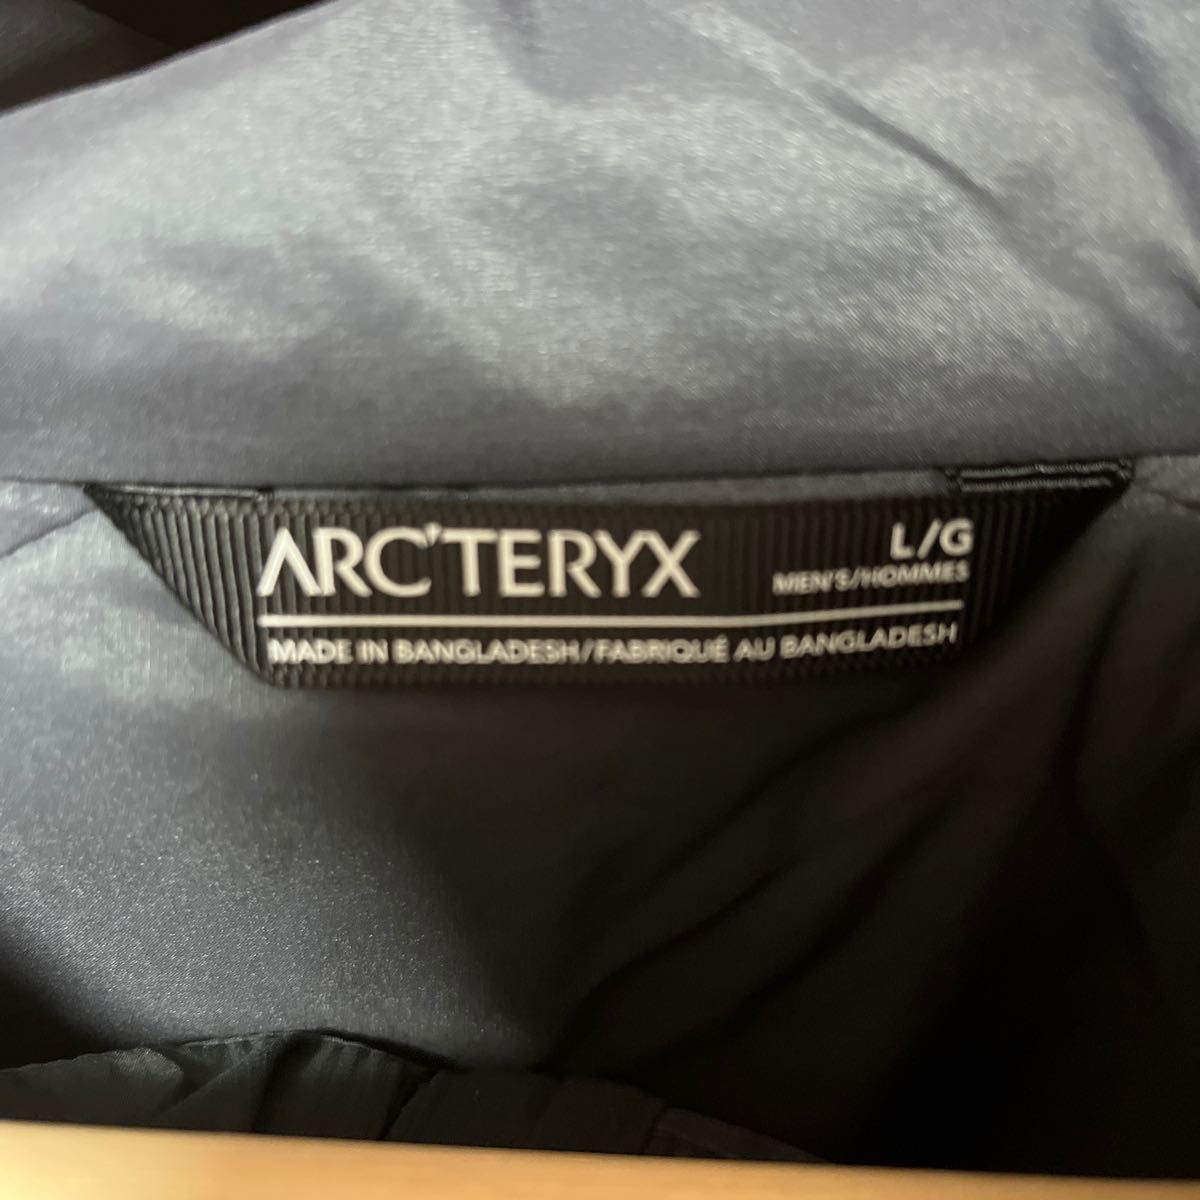 ARC'TERYX
L/G
MEN'S/HOMMES
MADE IN BANGLADESH/FABRIQUÉ AU BANGLADESH